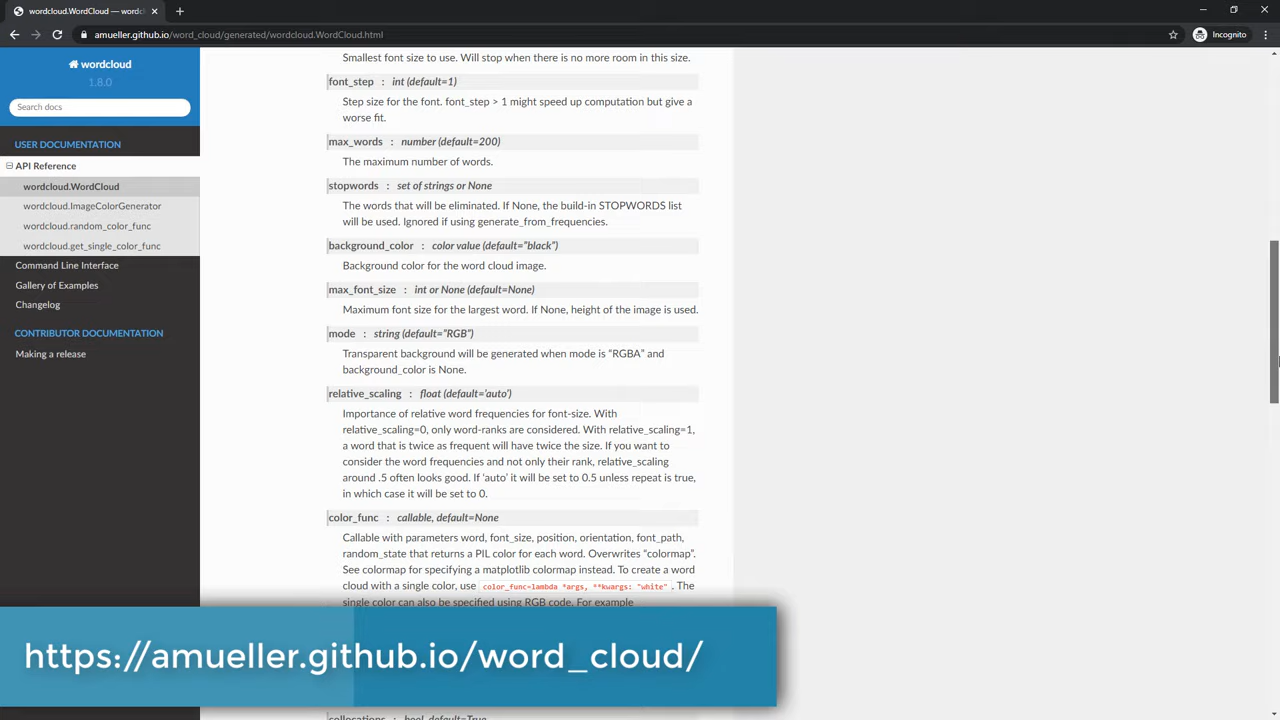 wordcloud.WordCloud — wordc
amueller.github.io/word_cloud/generated/wordcloud.WordCloud.html
Incognito
wordcloud
1.8.0
Search docs
USER DOCUMENTATION
API Reference
wordcloud.WordCloud
wordcloud.ImageColorGenerator
wordcloud.random_color_func
wordcloud.get_single_color_func
Command Line Interface
Gallery of Examples
Changelog
CONTRIBUTOR DOCUMENTATION
Making a release
Smallest font size to use. Will stop when there is no more room in this size.
font_step : int (default=1)
Step size for the font. font_step > 1 might speed up computation but give a
worse fit.
max_words : number (default=200)
The maximum number of words.
stopwords : set of strings or None
The words that will be eliminated. If None, the build-in STOPWORDS list
will be used. Ignored if using generate_from_frequencies.
background_color : color value (default="black")
Background color for the word cloud image.
max_font_size : int or None (default=None)
Maximum font size for the largest word. If None, height of the image is used.
mode : string (default="RGB")
Transparent background will be generated when mode is "RGBA" and
background_color is None.
relative_scaling : float (default='auto')
Importance of relative word frequencies for font-size. With
relative_scaling=0, only word-ranks are considered. With relative_scaling=1,
a word that is twice as frequent will have twice the size. If you want to
consider the word frequencies and not only their rank, relative_scaling
around .5 often looks good. If 'auto' it will be set to 0.5 unless repeat is true,
in which case it will be set to 0.
color_func : callable, default=None
Callable with parameters word, font_size, position, orientation, font_path,
random_state that returns a PIL color for each word. Overwrites "colormap".
See colormap for specifying a matplotlib colormap instead. To create a word
cloud with a single color, use color_func=lambda *args, **kwargs: "white" . The
single color can also be specified using RGB code. For example
https://amueller.github.io/word_cloud/
collocations : bool, default=True